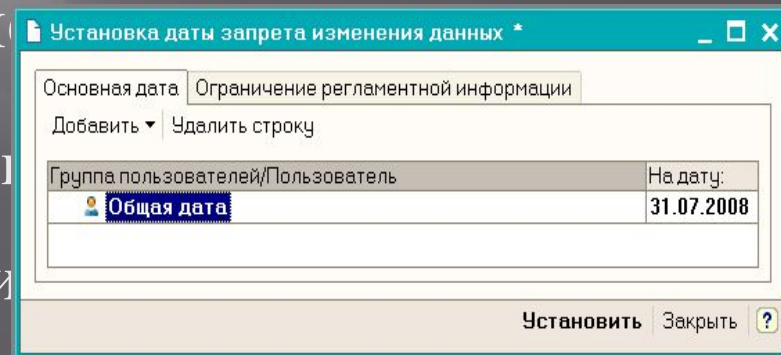 Установка даты запрета изменения данных *
Основная дата Ограничение регламентной информации
Добавить Удалить строку
Группа пользователей/Пользователь На дату:
Общая дата 31.07.2008
Установить Закрыть ?